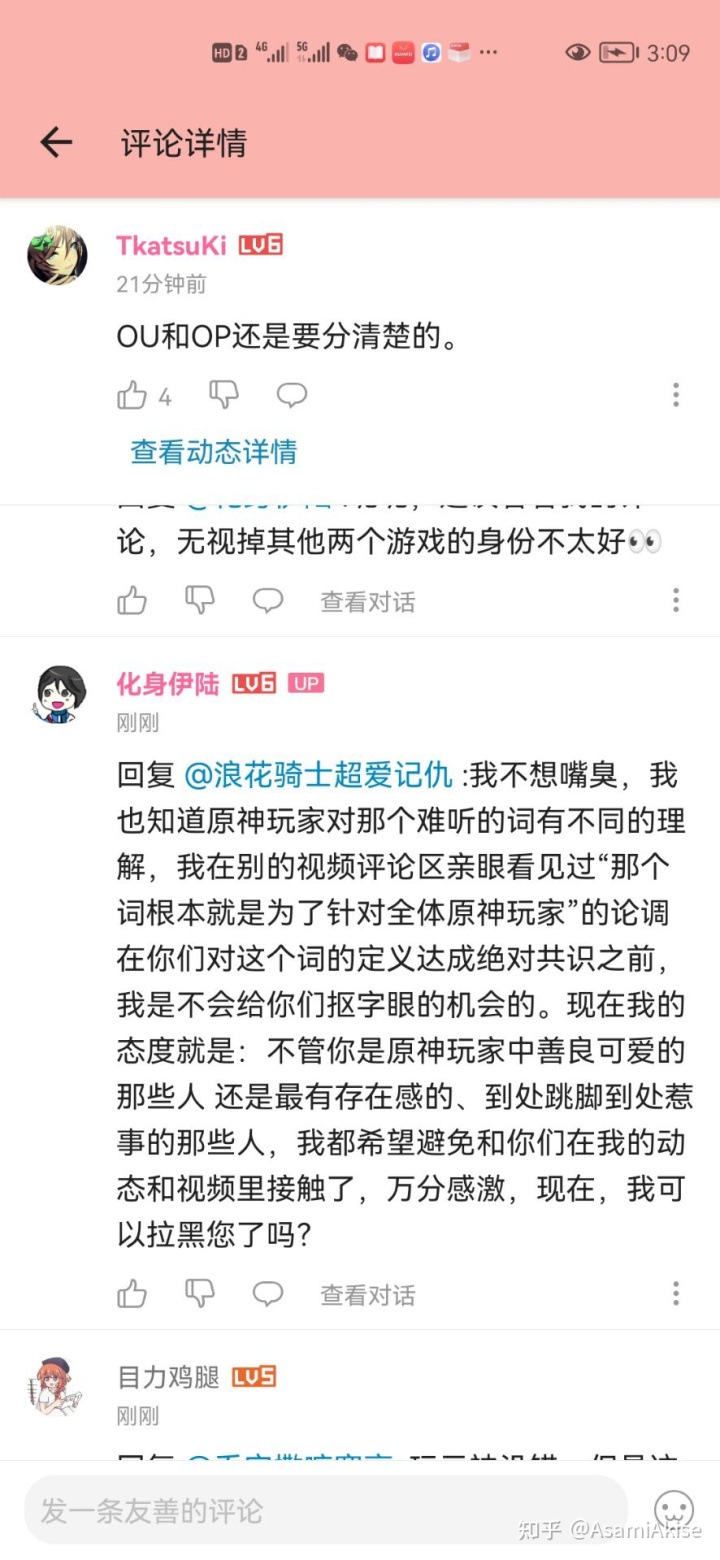 HD 2 4G 5G 3:09
评论详情
TkatsuKi LV6
21分钟前
OU和OP还是要分清楚的。
4
查看动态详情
论，无视掉其他两个游戏的身份不太好👀
查看对话
化身伊陆 LV6 UP
刚刚
回复 @浪花骑士超爱记仇 :我不想嘴臭，我
也知道原神玩家对那个难听的词有不同的理
解，我在别的视频评论区亲眼看见过“那个
词根本就是为了针对全体原神玩家”的论调
在你们对这个词的定义达成绝对共识之前，
我是不会给你们抠字眼的机会的。现在我的
态度就是：不管你是原神玩家中善良可爱的
那些人 还是最有存在感的、到处跳脚到处惹
事的那些人，我都希望避免和你们在我的动
态和视频里接触了，万分感激，现在，我可
以拉黑您了吗？
查看对话
目力鸡腿 LV5
刚刚
发一条友善的评论
知乎 @AsamiAkise